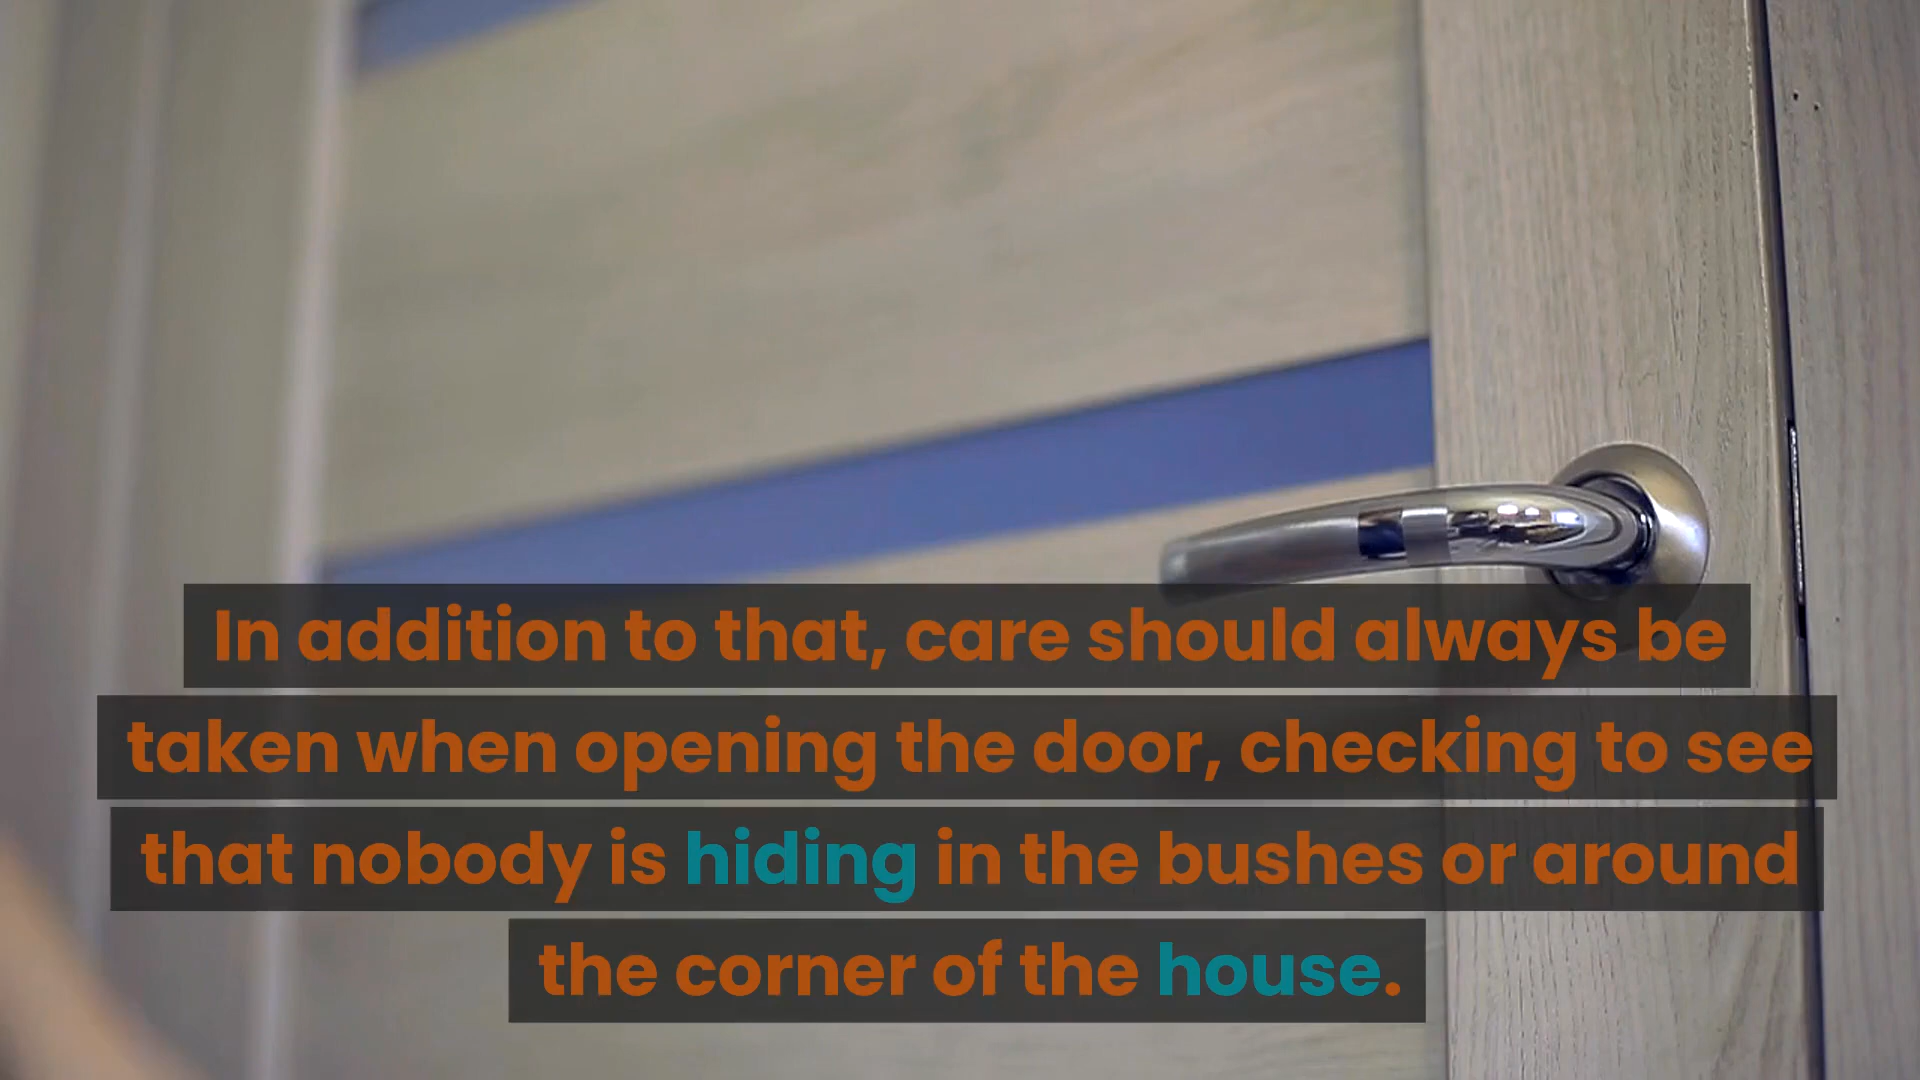 In addition to that, care should always be
taken when opening the door, checking to see
that nobody is hiding in the bushes or around
the corner of the house.